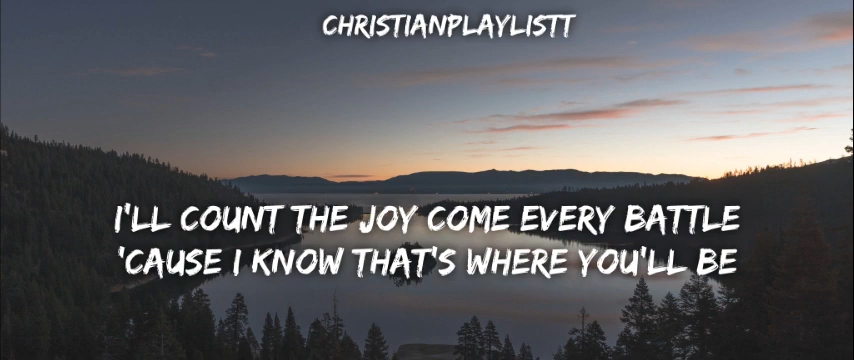 CHRISTIANPLAYLISTT
I'LL COUNT THE JOY COME EVERY BATTLE
'CAUSE I KNOW THAT'S WHERE YOU'LL BE